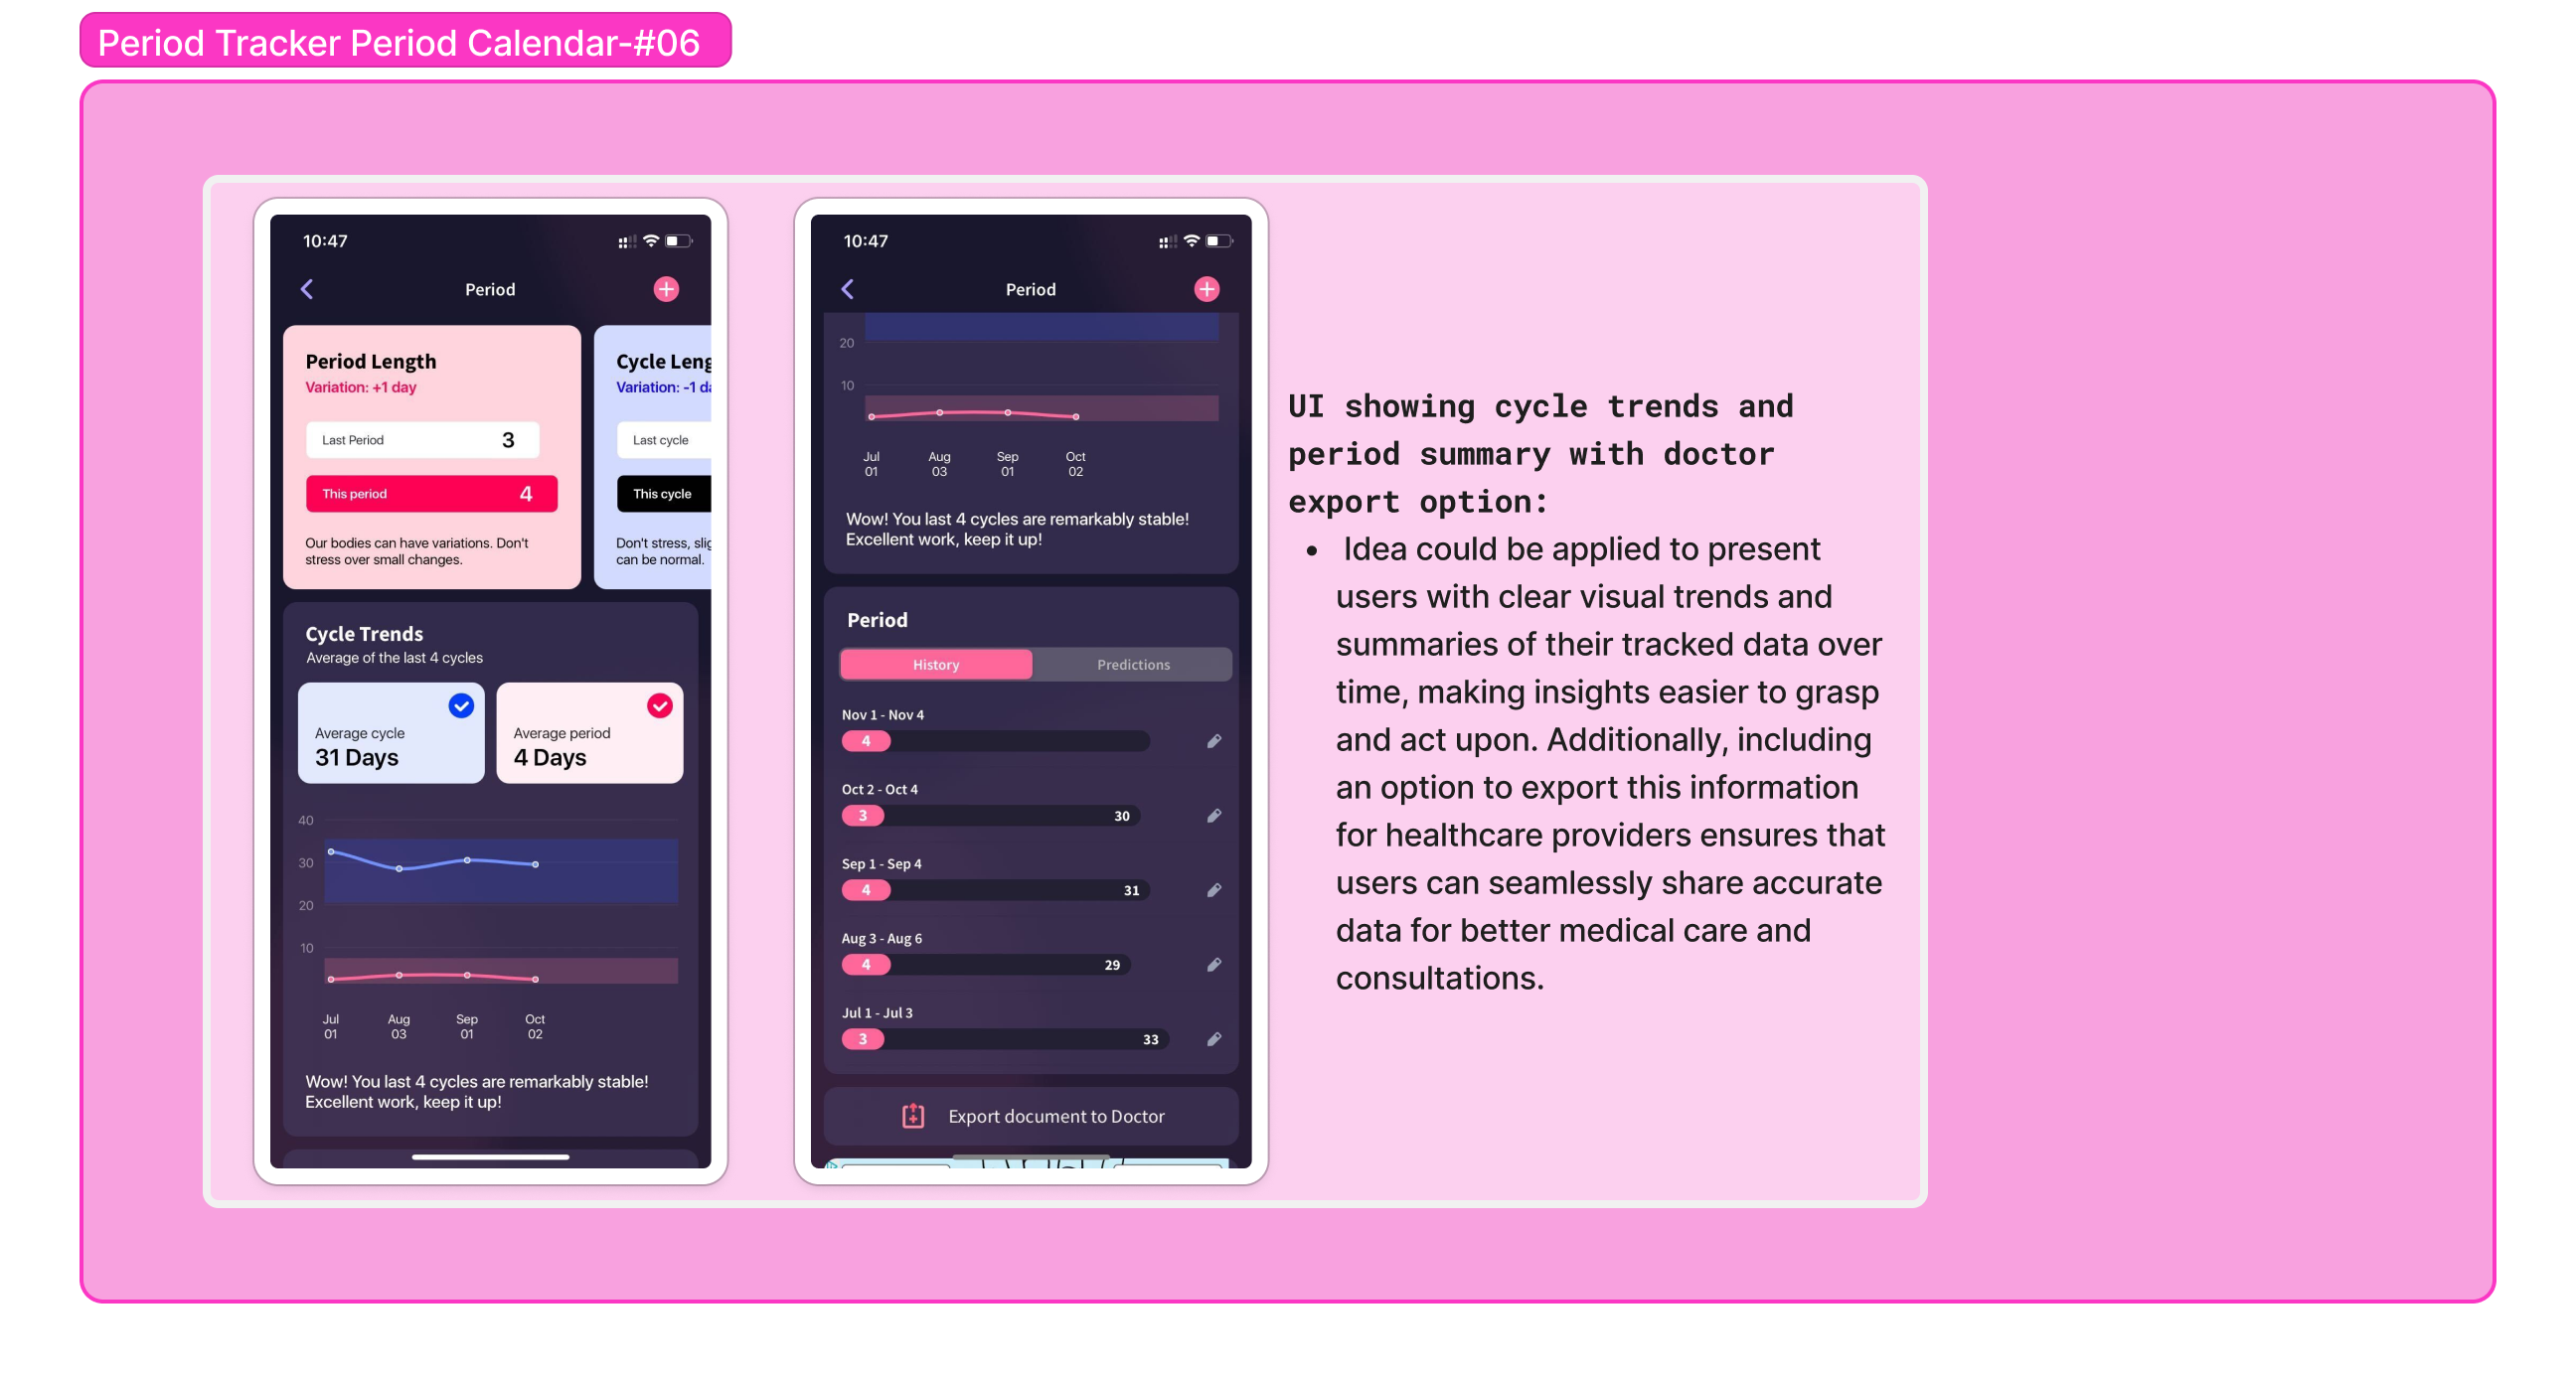 Period Tracker Period Calendar-#06
10:47
Period
Period Length
Variation: +1 day
Last Period 3
This period 4
Our bodies can have variations. Don't
stress over small changes.
Cycle Leng
Variation: -1 da
Last cycle
This cycle
Don't stress, slig
can be normal.
Cycle Trends
Average of the last 4 cycles
Average cycle
31 Days
Average period
4 Days
40
30
20
10
Jul Aug Sep Oct
01 03 01 02
Wow! You last 4 cycles are remarkably stable!
Excellent work, keep it up!
10:47
Period
20
10
Jul Aug Sep Oct
01 03 01 02
Wow! You last 4 cycles are remarkably stable!
Excellent work, keep it up!
Period
History Predictions
Nov 1 - Nov 4
4
Oct 2 - Oct 4
3 30
Sep 1 - Sep 4
4 31
Aug 3 - Aug 6
4 29
Jul 1 - Jul 3
3 33
Export document to Doctor
UI showing cycle trends and
period summary with doctor
export option:
• Idea could be applied to present
users with clear visual trends and
summaries of their tracked data over
time, making insights easier to grasp
and act upon. Additionally, including
an option to export this information
for healthcare providers ensures that
users can seamlessly share accurate
data for better medical care and
consultations.